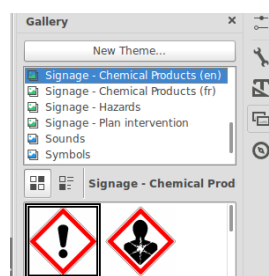 Gallery
New Theme...
Signage - Chemical Products (en)
Signage - Chemical Products (fr)
Signage - Hazards
Signage - Plan intervention
Sounds
Symbols
Signage - Chemical Prod